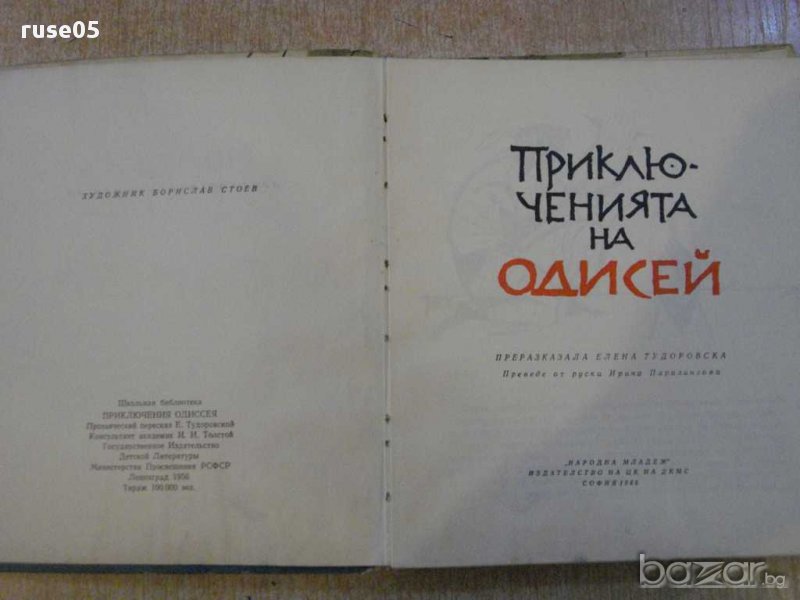 ruse05
ХУДОЖНИК БОРИСЛАВ СТОЕВ
Школьная библиотека
ПРИКЛЮЧЕНИЯ ОДИССЕЯ
Прозаический пересказ Е. Тудоровской
Консультант академик И. И. Толстой
Государственное Издательство
Детской Литературы
Министерства Просвещения РСФСР
Ленинград 1956
Тираж 100.000 экз.
ПРИКЛЮ-
ЧЕНИЯТА
НА
ОДИСЕЙ
ПРЕРАЗКАЗАЛА ЕЛЕНА ТУДОРОВСКА
Преведе от руски Ирина
„НАРОДНА МЛАДЕЖ"
ИЗДАТЕЛСТВО НА ЦК НА ДКМС
СОФИЯ
bazar.bg